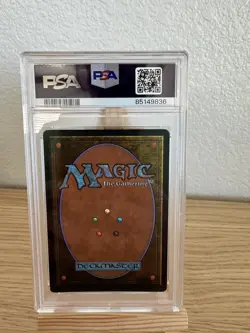 PSA
PSA
85149838
MAGIC
The Gathering
DECKMASTER